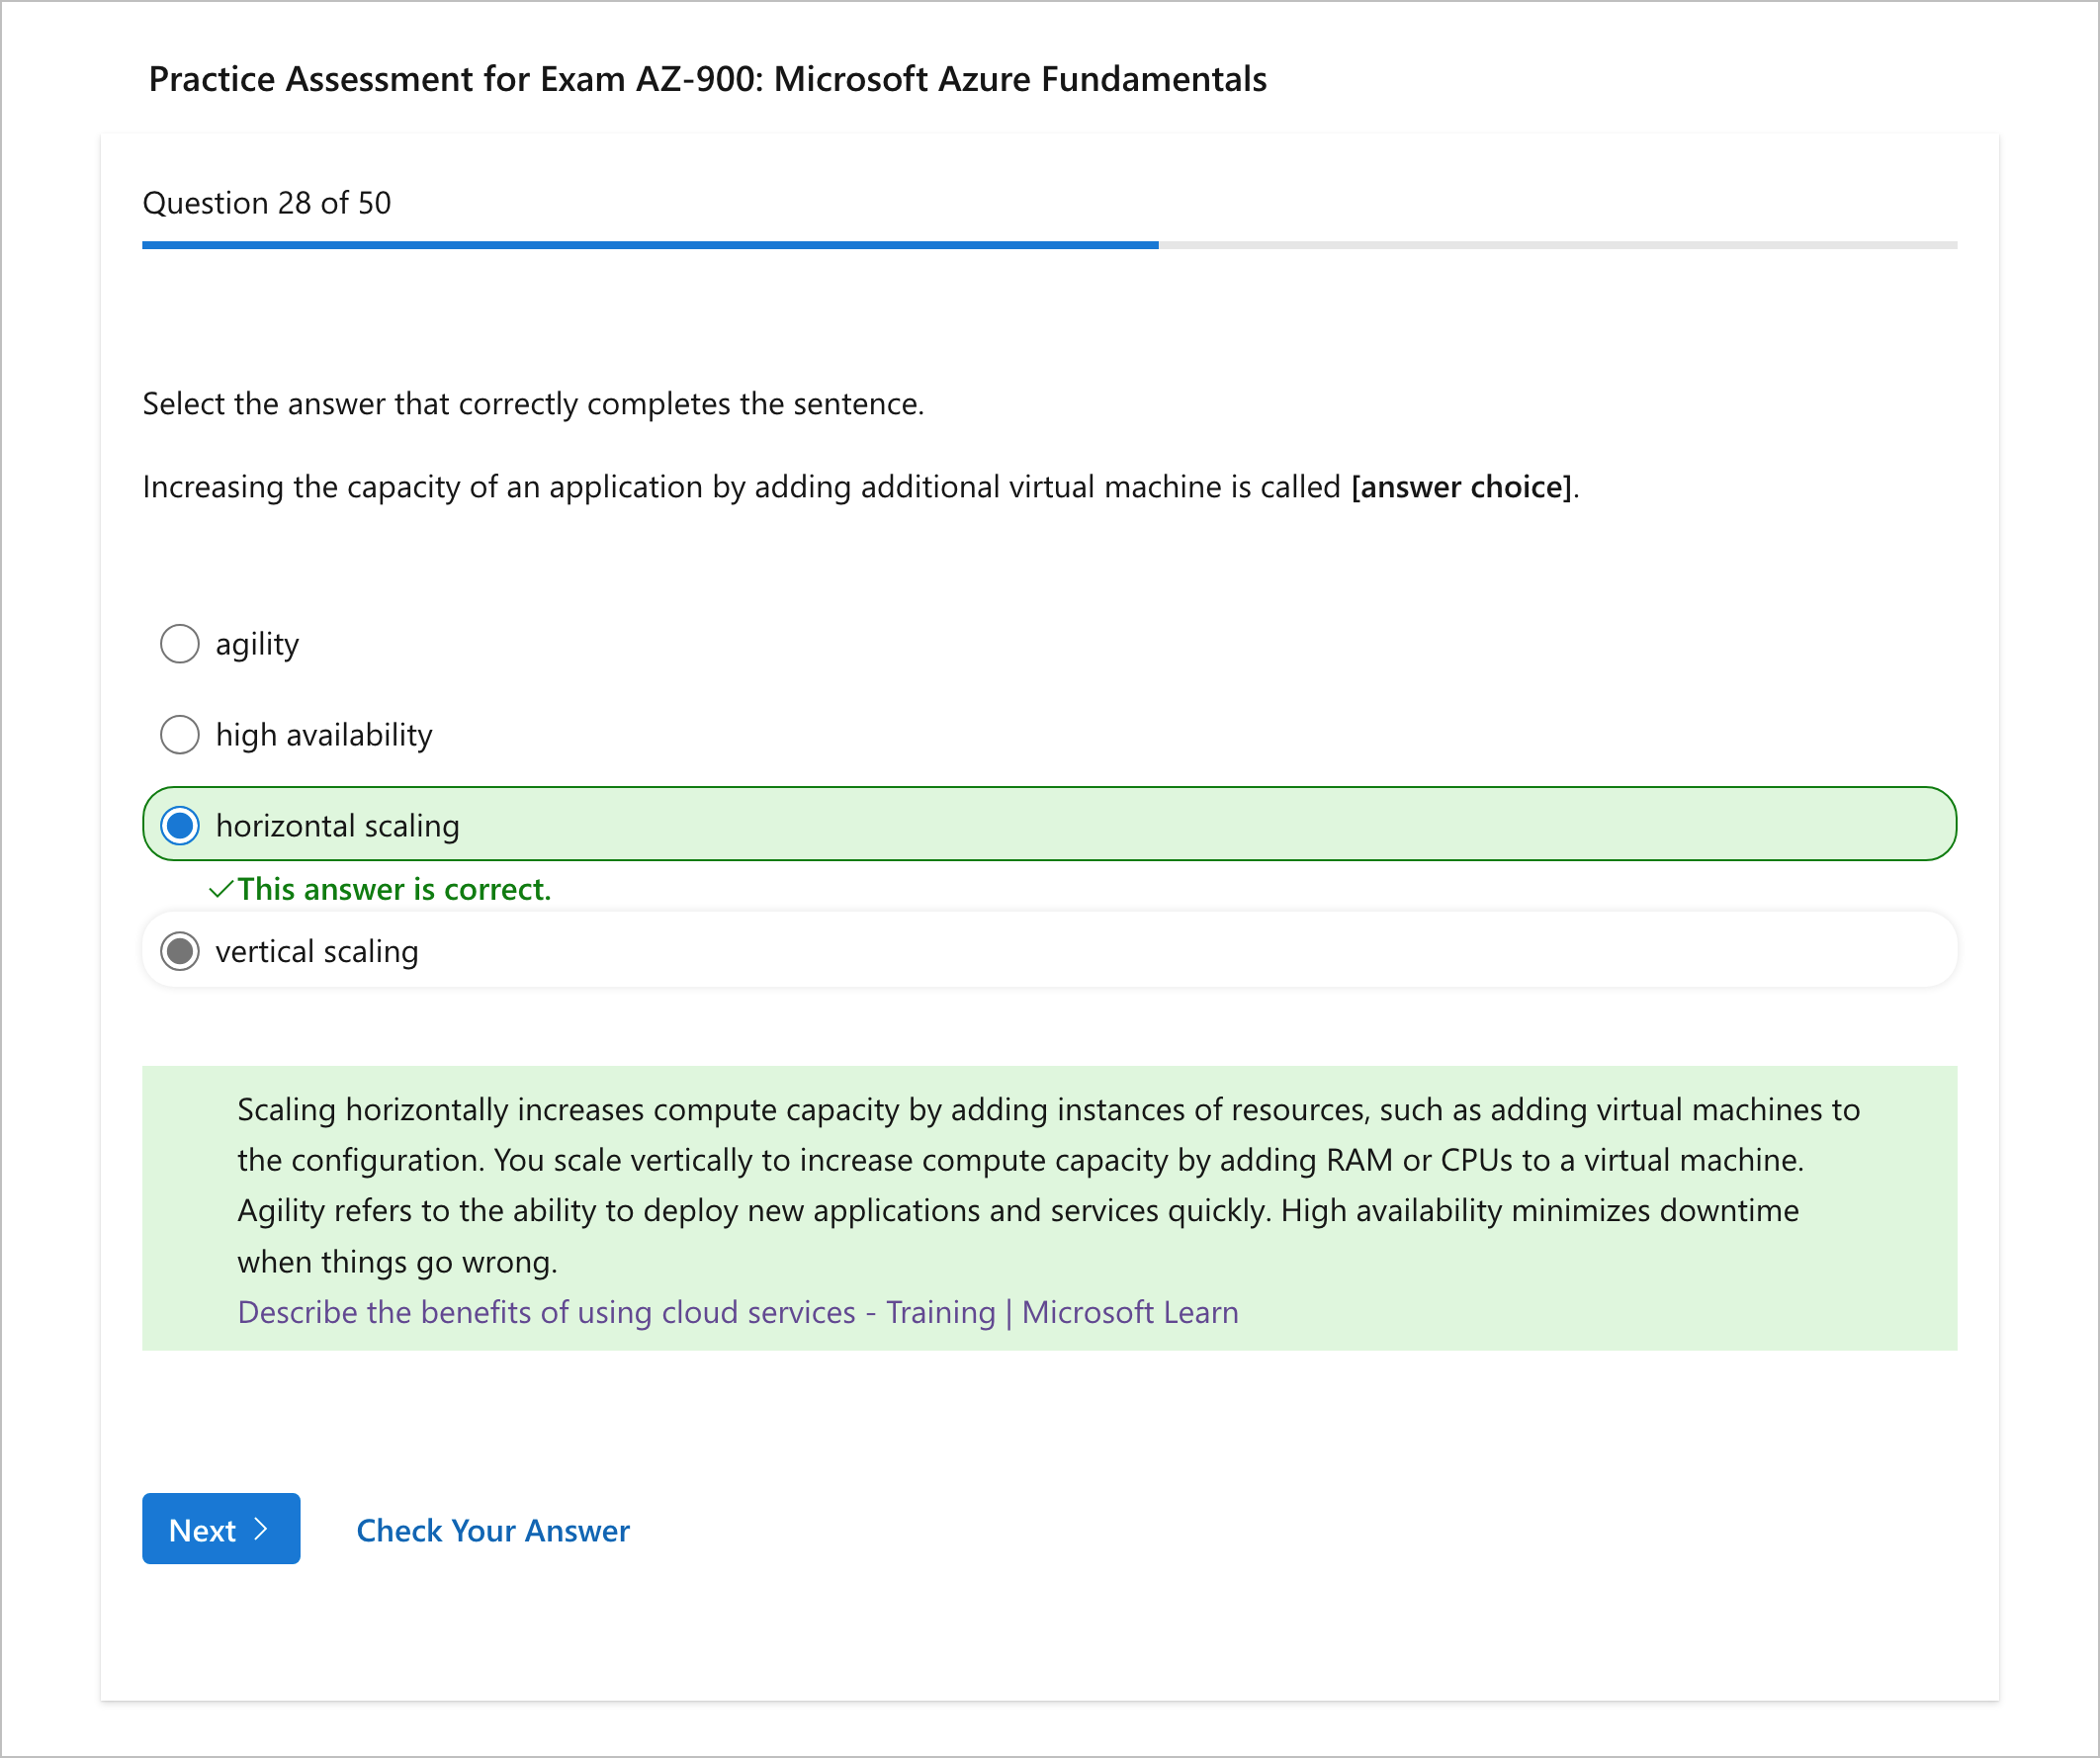 Practice Assessment for Exam AZ-900: Microsoft Azure Fundamentals
Question 28 of 50
Select the answer that correctly completes the sentence.
Increasing the capacity of an application by adding additional virtual machine is called [answer choice].
agility
high availability
horizontal scaling
This answer is correct.
vertical scaling
Scaling horizontally increases compute capacity by adding instances of resources, such as adding virtual machines to
the configuration. You scale vertically to increase compute capacity by adding RAM or CPUs to a virtual machine.
Agility refers to the ability to deploy new applications and services quickly. High availability minimizes downtime
when things go wrong.
Describe the benefits of using cloud services - Training | Microsoft Learn
Next
Check Your Answer